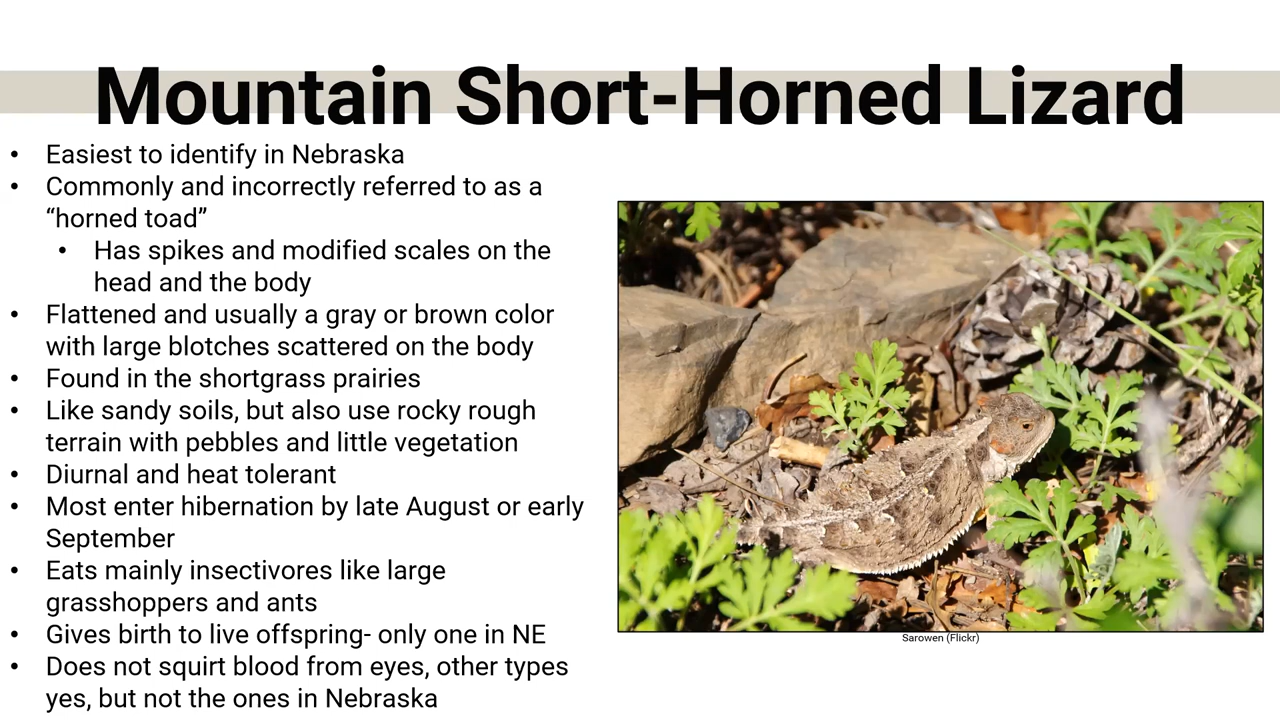 Mountain Short-Horned Lizard
• Easiest to identify in Nebraska
• Commonly and incorrectly referred to as a
“horned toad”
• Has spikes and modified scales on the
head and the body
• Flattened and usually a gray or brown color
with large blotches scattered on the body
• Found in the shortgrass prairies
• Like sandy soils, but also use rocky rough
terrain with pebbles and little vegetation
• Diurnal and heat tolerant
• Most enter hibernation by late August or early
September
• Eats mainly insectivores like large
grasshoppers and ants
• Gives birth to live offspring- only one in NE
• Does not squirt blood from eyes, other types
yes, but not the ones in Nebraska
Sarowen (Flickr)